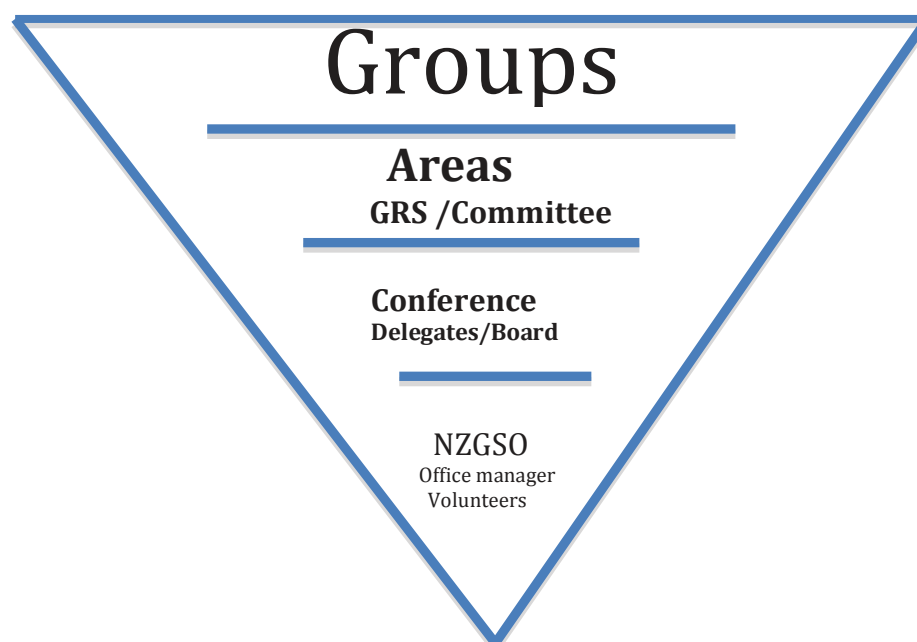 Groups
Areas
GRS /Committee
Conference
Delegates/Board
NZGSO
Office manager
Volunteers